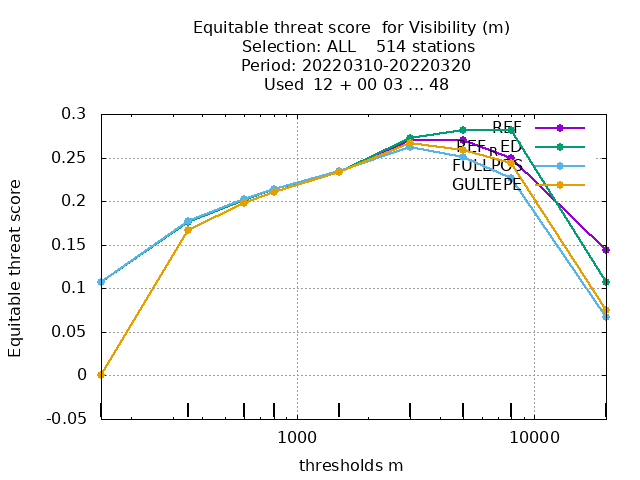 Equitable threat score for Visibility (m)
Selection: ALL 514 stations
Period: 20220310-20220320
Used 12 + 00 03 ... 48
0.3
0.25
0.2
0.15
0.1
0.05
0
-0.05
Equitable threat score
REF
FULLPOS
GULTEPE
1000
10000
thresholds m